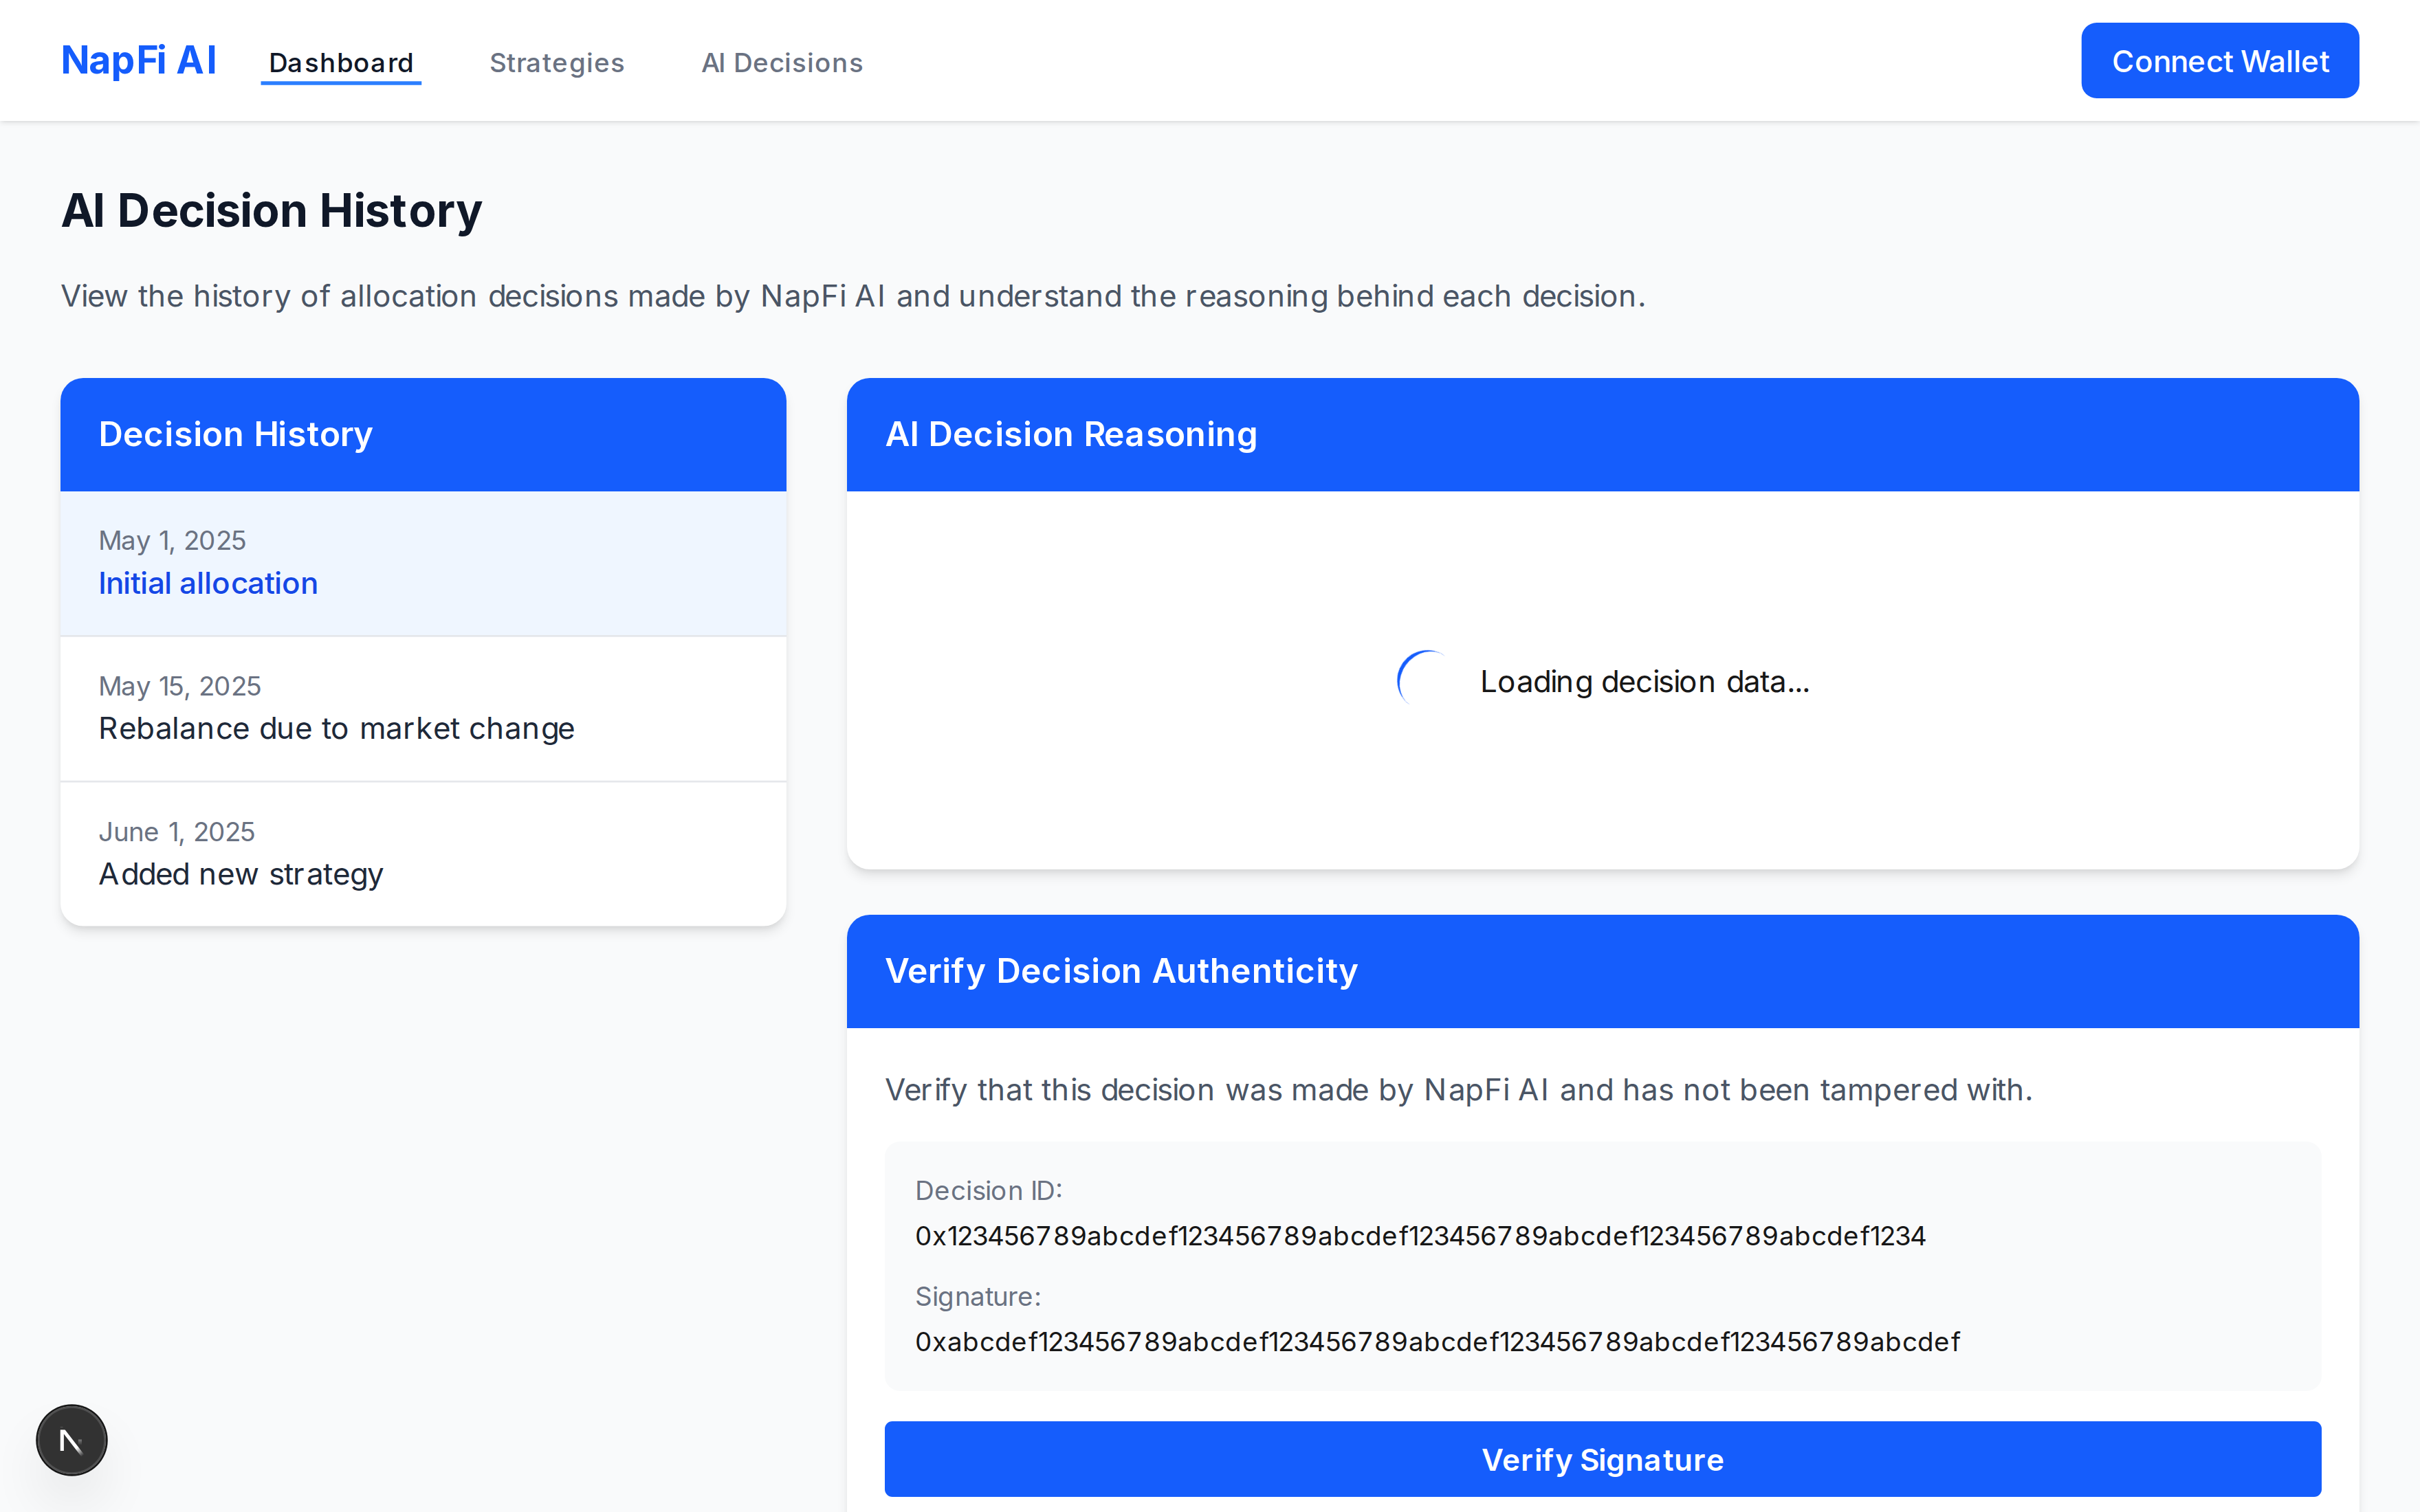 NapFi AI
Dashboard
Strategies
AI Decisions
Connect Wallet
AI Decision History
View the history of allocation decisions made by NapFi AI and understand the reasoning behind each decision.
Decision History
May 1, 2025
Initial allocation
May 15, 2025
Rebalance due to market change
June 1, 2025
Added new strategy
AI Decision Reasoning
Loading decision data...
Verify Decision Authenticity
Verify that this decision was made by NapFi AI and has not been tampered with.
Decision ID:
0x123456789abcdef123456789abcdef123456789abcdef123456789abcdef1234
Signature:
0xabcdef123456789abcdef123456789abcdef123456789abcdef123456789abcdef
Verify Signature
N